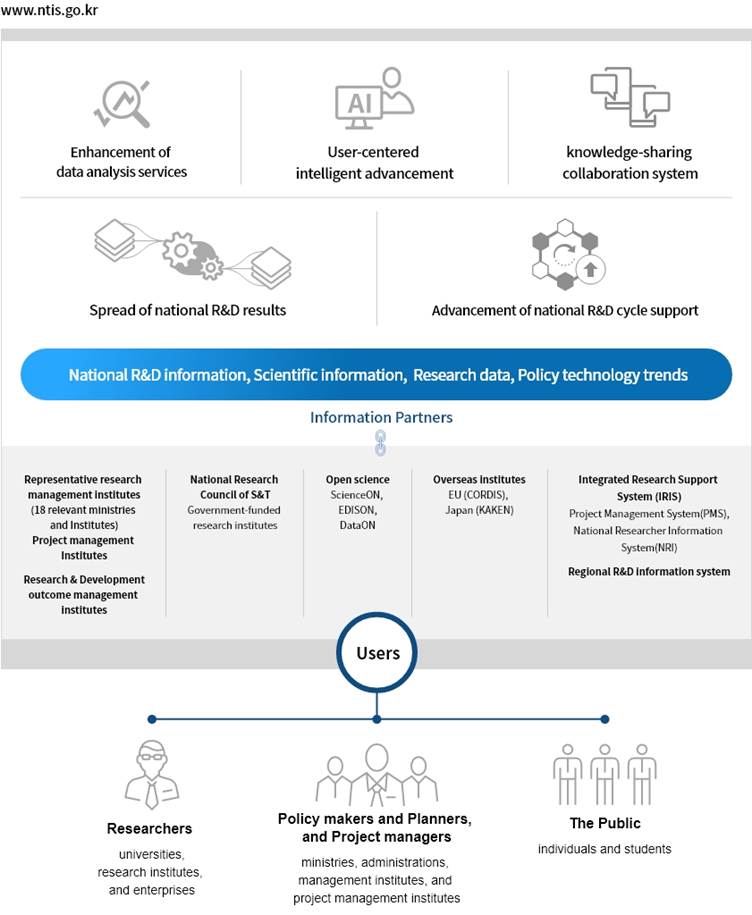 www.ntis.go.kr
Enhancement of
data analysis services
AI
User-centered
intelligent advancement
knowledge-sharing
collaboration system
Spread of national R&D results
Advancement of national R&D cycle support
National R&D information, Scientific information, Research data, Policy technology trends
Information Partners
Representative research
management institutes
(18 relevant ministries
and Institutes)
Project management
Institutes
Research & Development
outcome management
institutes
National Research
Council of S&T
Government-funded
research institutes
Open science
ScienceON,
EDISON,
DataON
Overseas institutes
EU (CORDIS),
Japan (KAKEN)
Integrated Research Support
System (IRIS)
Project Management System(PMS),
National Researcher Information
System(NRI)
Regional R&D information system
Users
Researchers
universities,
research institutes,
and enterprises
Policy makers and Planners,
and Project managers
ministries, administrations,
management institutes, and
project management institutes
The Public
individuals and students